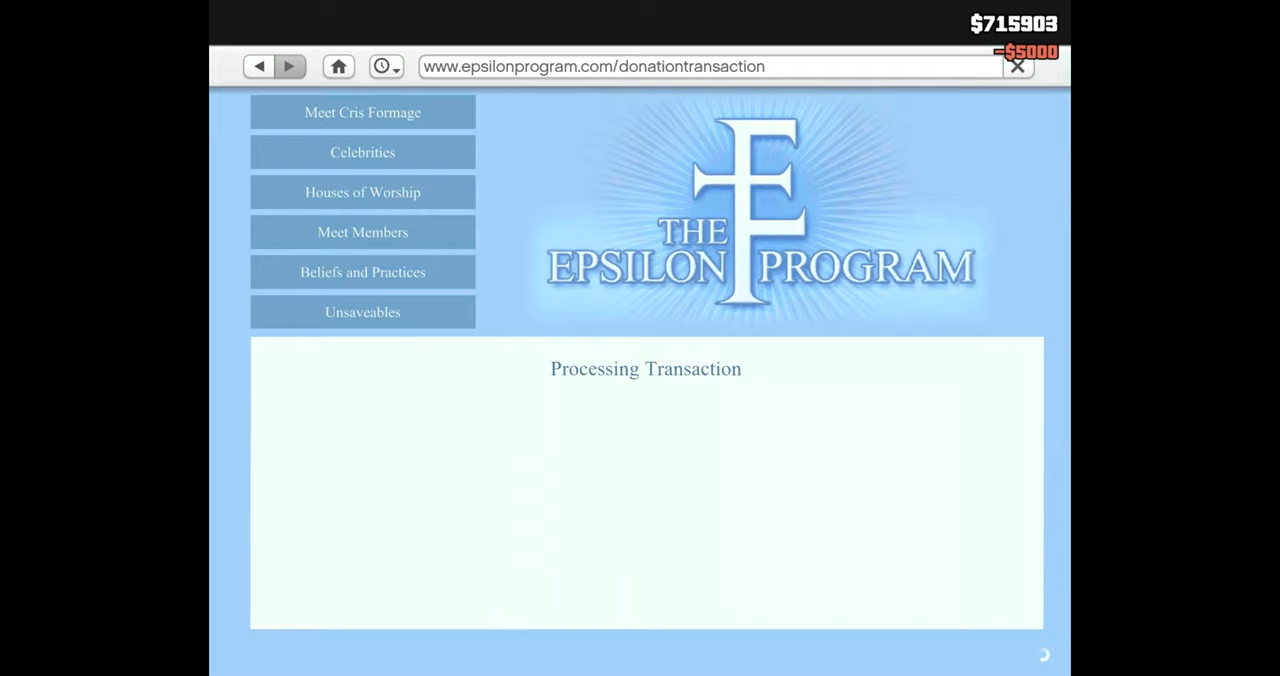 $715903
-$5000
www.epsilonprogram.com/donationtransaction
Meet Cris Formage
Celebrities
Houses of Worship
Meet Members
Beliefs and Practices
Unsaveables
THE
EPSILON PROGRAM
Processing Transaction